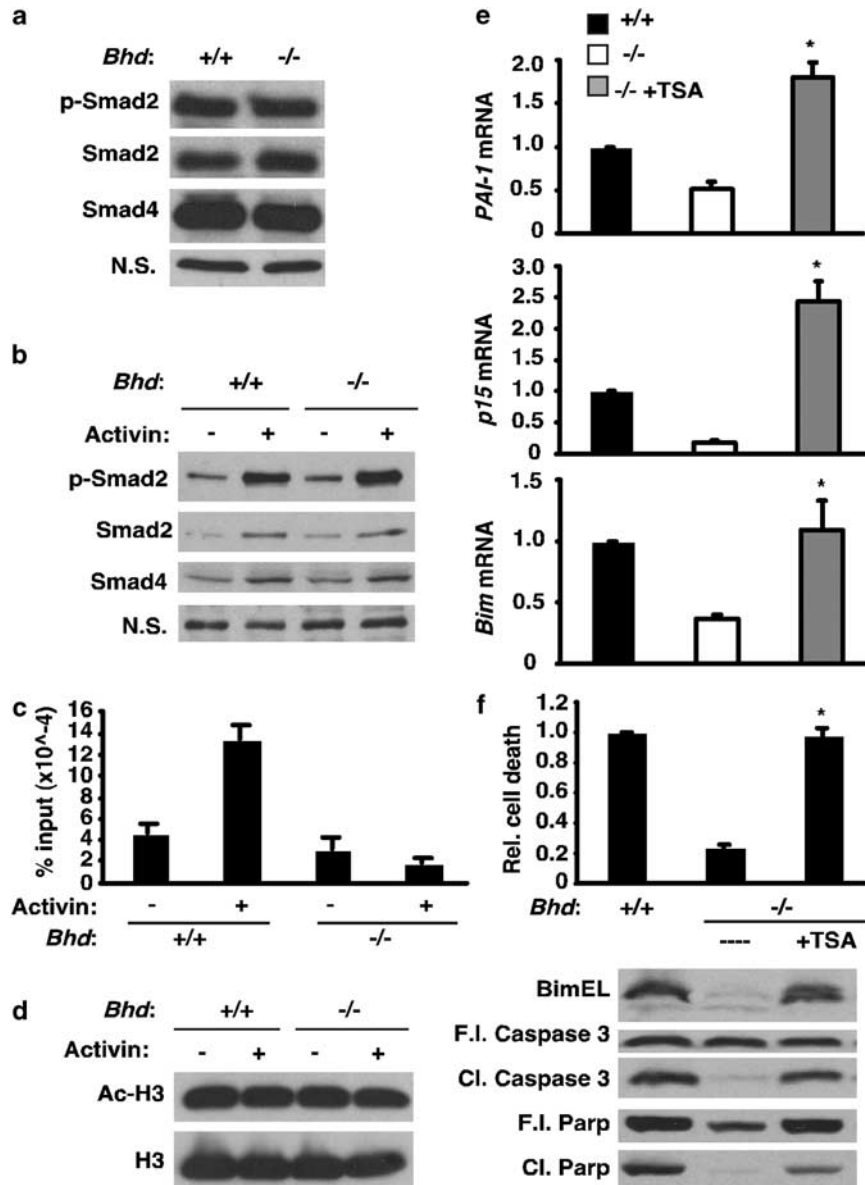 a
Bhd: +/+ -/-
p-Smad2
Smad2
Smad4
N.S.
b
Bhd: +/+ -/-
Activin: - + - +
p-Smad2
Smad2
Smad4
N.S.
c
% input (x10^-4)
16
14
12
10
8
6
4
2
0
Activin: - + - +
Bhd: +/+ -/-
d
Bhd: +/+ -/-
Activin: - + - +
Ac-H3
H3
e
+/+
-/-
-/- +TSA
PAI-1 mRNA
2.0
1.5
1.0
0.5
0
*
p15 mRNA
3.0
2.5
2.0
1.5
1.0
0.5
0
*
Bim mRNA
1.5
1.0
0.5
0
*
f
Rel. cell death
1.2
1.0
0.8
0.6
0.4
0.2
0
*
Bhd: +/+ -/-
---- +TSA
BimEL
F.l. Caspase 3
Cl. Caspase 3
F.l. Parp
Cl. Parp